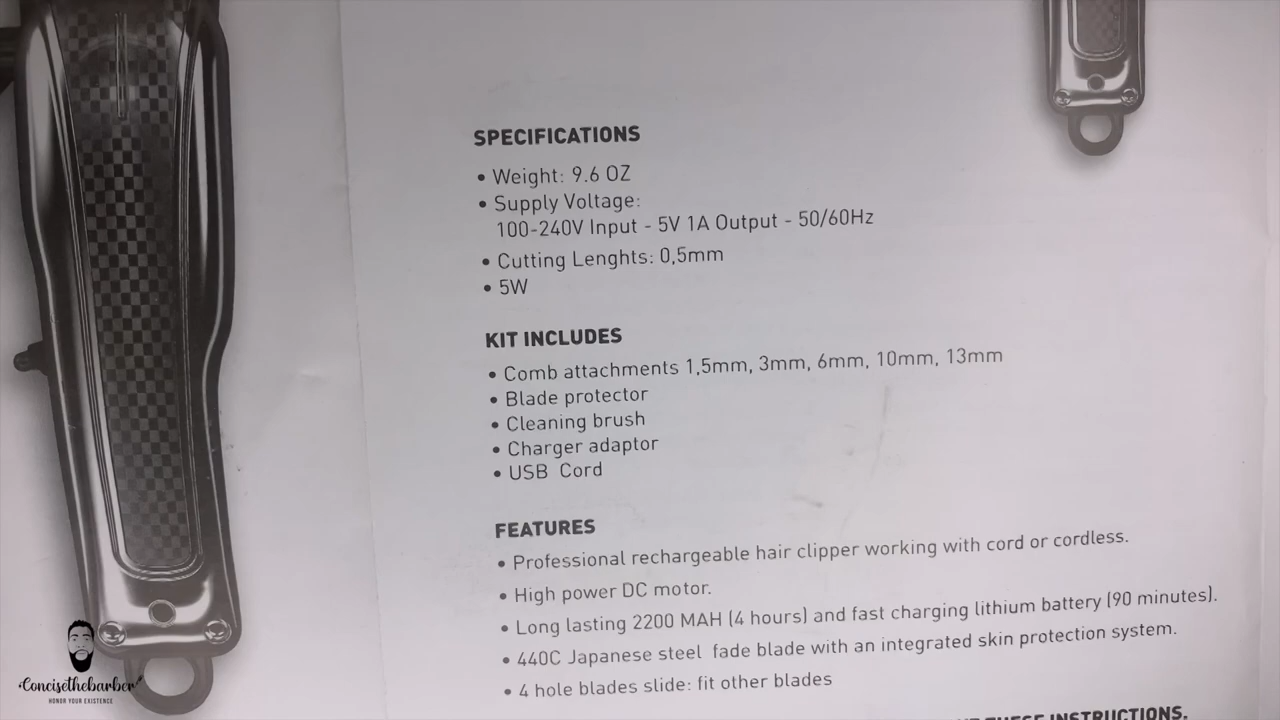 SPECIFICATIONS
• Weight: 9.6 OZ
• Supply Voltage:
100-240V Input - 5V 1A Output - 50/60Hz
• Cutting Lenghts: 0,5mm
• 5W
KIT INCLUDES
• Comb attachments 1,5mm, 3mm, 6mm, 10mm, 13mm
• Blade protector
• Cleaning brush
• Charger adaptor
• USB Cord
FEATURES
• Professional rechargeable hair clipper working with cord or cordless.
• High power DC motor.
• Long lasting 2200 MAH (4 hours) and fast charging lithium battery (90 minutes).
• 440C Japanese steel fade blade with an integrated skin protection system.
• 4 hole blades slide: fit other blades
THESE INSTRUCTIONS.
Concisethebarber
HONOR YOUR EXISTENCE